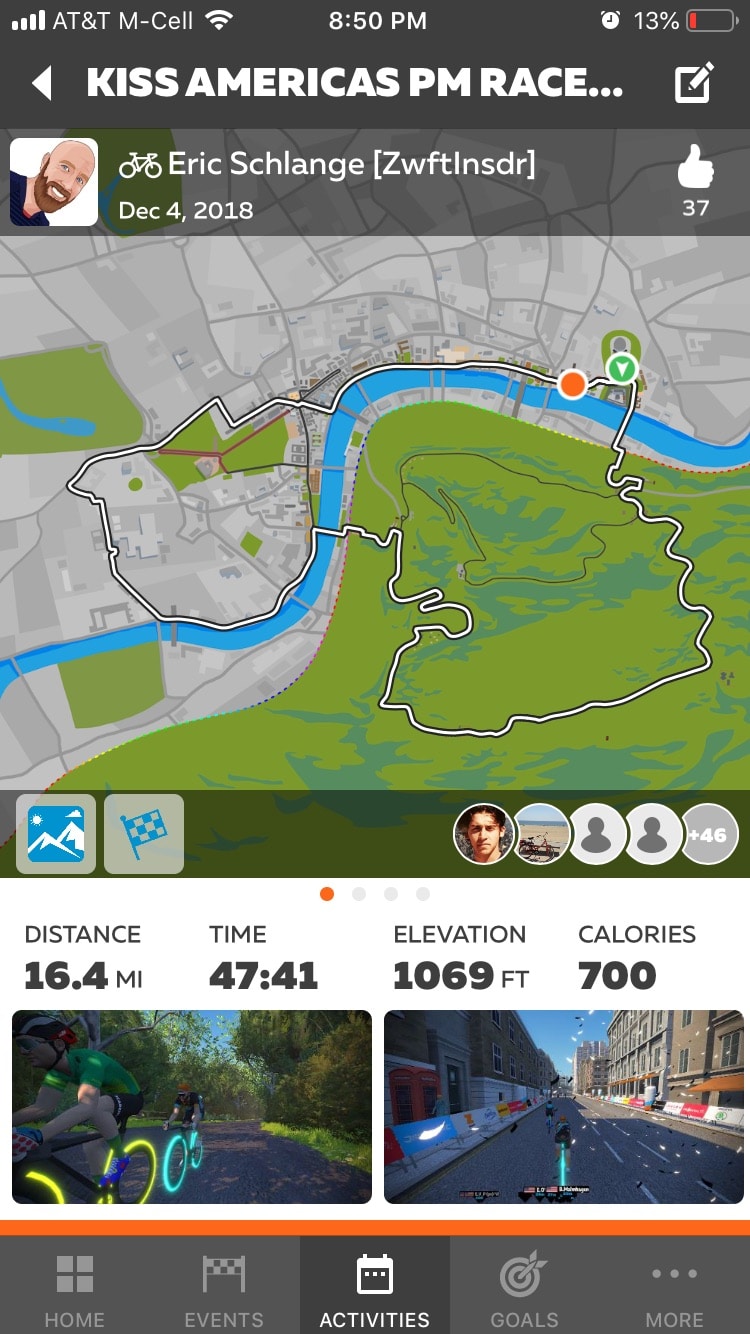 AT&T M-Cell 8:50 PM 13%
KISS AMERICAS PM RACE...
Eric Schlange [ZwftInsdr]
Dec 4, 2018
37
+46
DISTANCE TIME ELEVATION CALORIES
16.4 MI 47:41 1069 FT 700
HOME EVENTS ACTIVITIES GOALS MORE